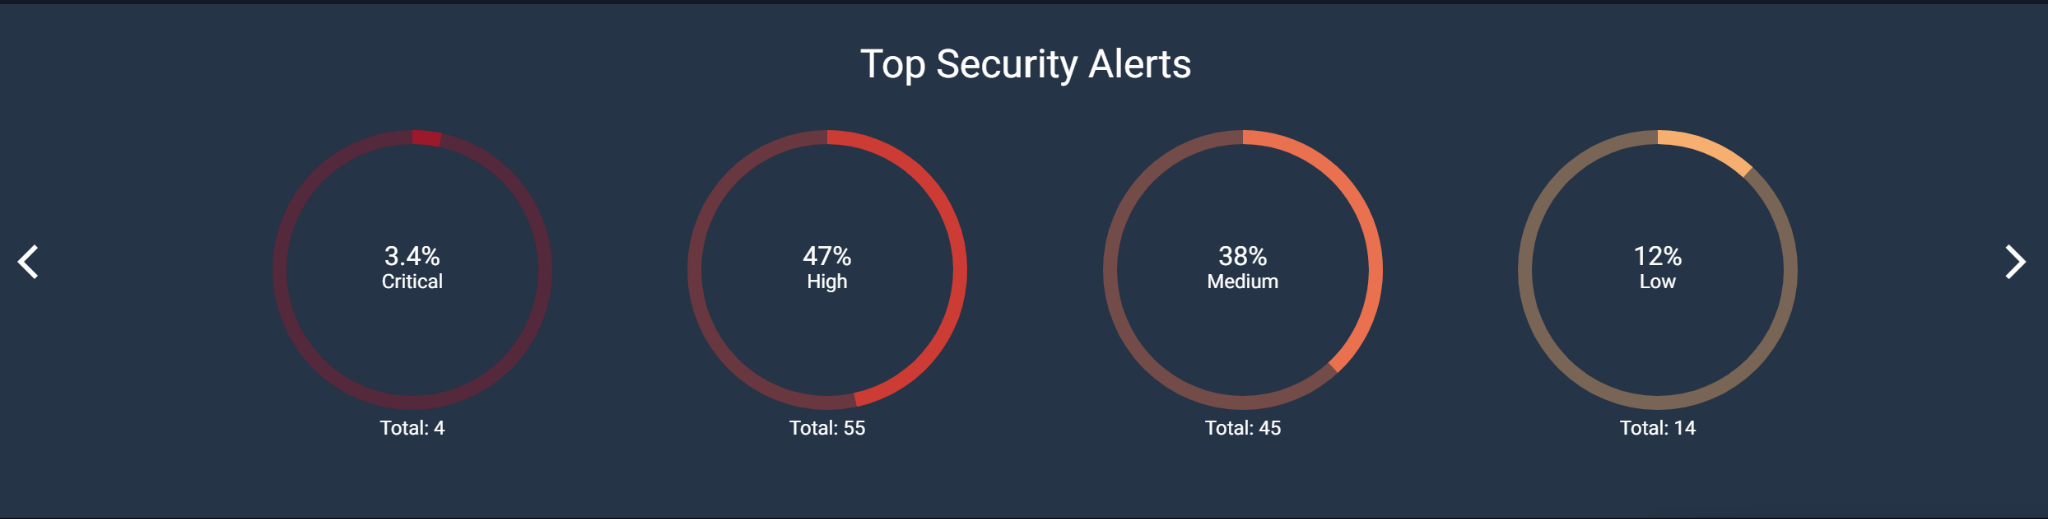 Top Security Alerts
3.4%
Critical
Total: 4
47%
High
Total: 55
38%
Medium
Total: 45
12%
Low
Total: 14